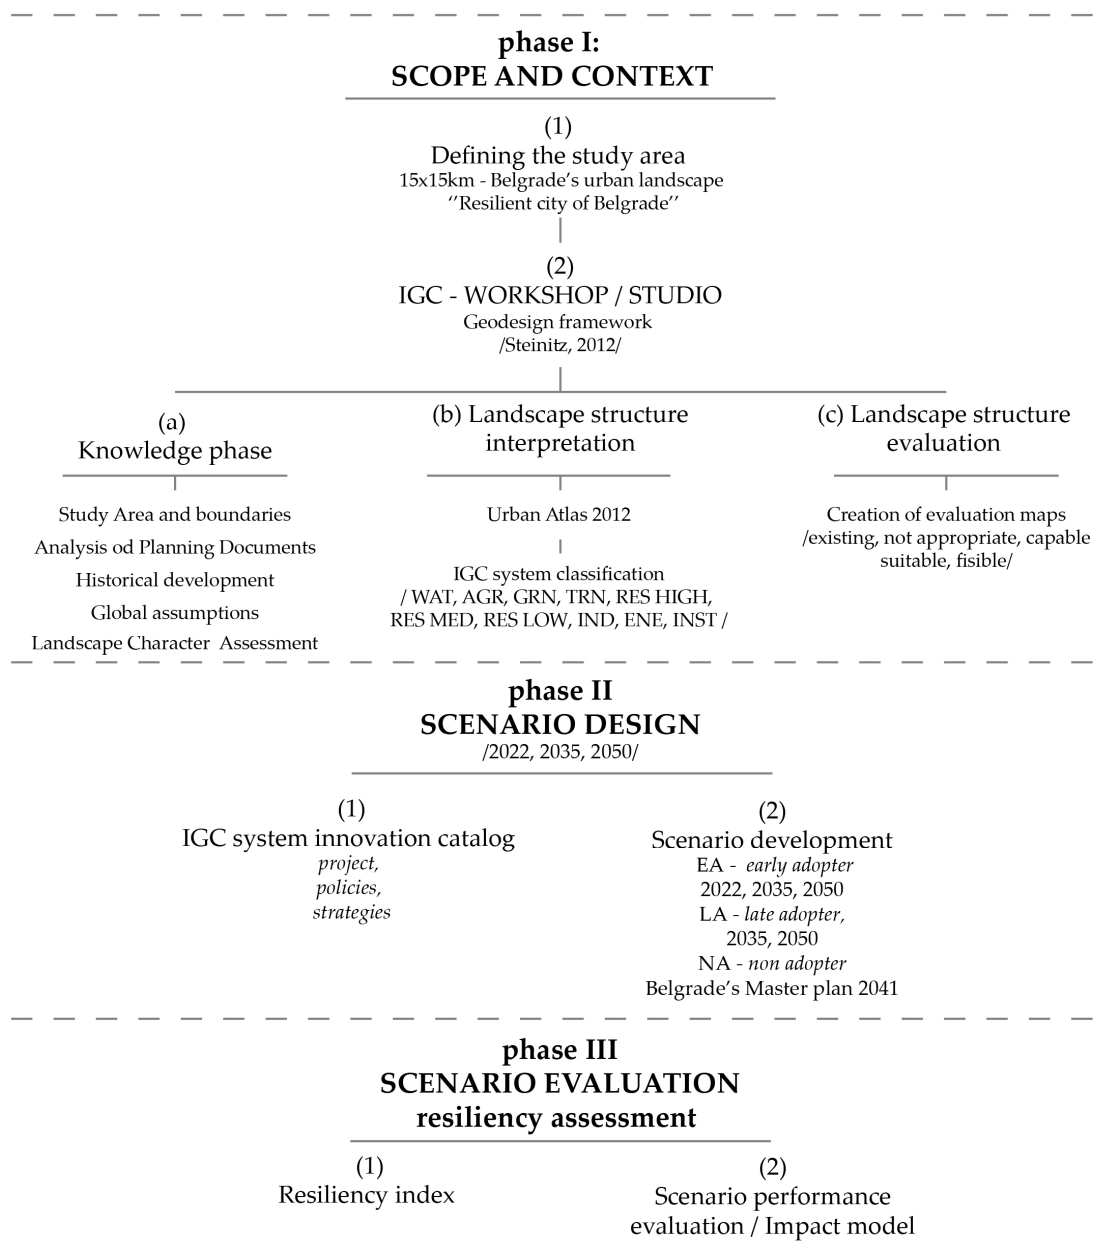 phase I:
SCOPE AND CONTEXT
(1)
Defining the study area
15x15km - Belgrade's urban landscape
‘’Resilient city of Belgrade’’
(2)
IGC - WORKSHOP / STUDIO
Geodesign framework
/Steinitz, 2012/
(a)
Knowledge phase
Study Area and boundaries
Analysis od Planning Documents
Historical development
Global assumptions
Landscape Character Assessment
(b) Landscape structure
interpretation
Urban Atlas 2012
IGC system classification
/ WAT, AGR, GRN, TRN, RES HIGH,
RES MED, RES LOW, IND, ENE, INST /
(c) Landscape structure
evaluation
Creation of evaluation maps
/existing, not appropriate, capable
suitable, fisible/
phase II
SCENARIO DESIGN
/2022, 2035, 2050/
(1)
IGC system innovation catalog
project,
policies,
strategies
(2)
Scenario development
EA - early adopter
2022, 2035, 2050
LA - late adopter,
2035, 2050
NA - non adopter
Belgrade's Master plan 2041
phase III
SCENARIO EVALUATION
resiliency assessment
(1)
Resiliency index
(2)
Scenario performance
evaluation / Impact model